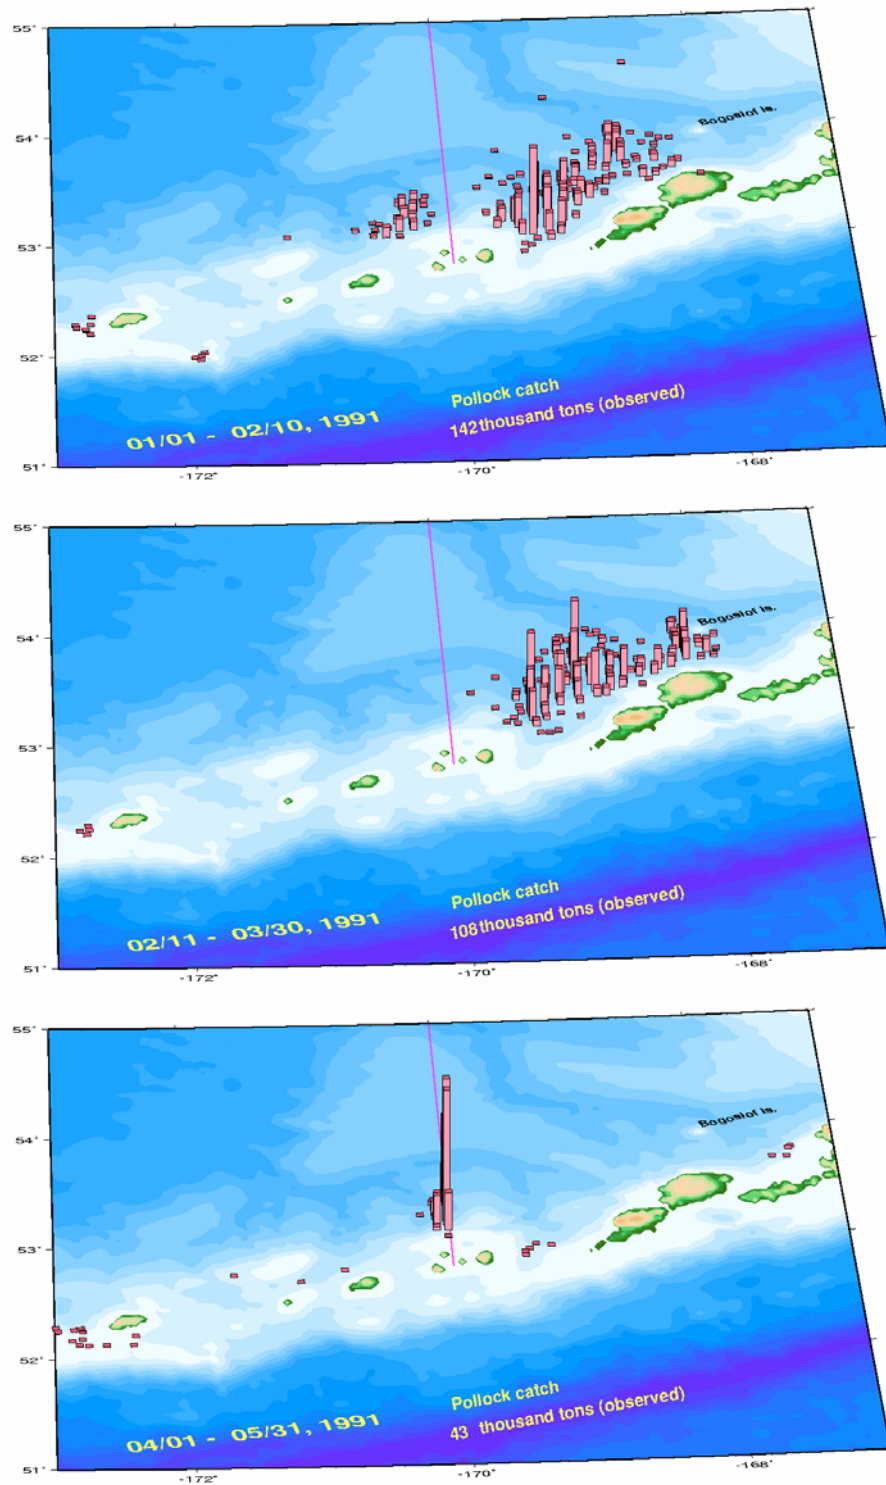 55°
54°
Bogoslof Is.
53°
52°
Pollock catch
01/01 - 02/10, 1991
142thousand tons (observed)
51°
-172°
-170°
-168°
55°
54°
Bogoslof Is.
53°
52°
Pollock catch
02/11 - 03/30, 1991
108thousand tons (observed)
51°
-172°
-170°
-168°
55°
54°
Bogoslof Is.
53°
52°
Pollock catch
04/01 - 05/31, 1991
43 thousand tons (observed)
51°
-172°
-170°
-168°